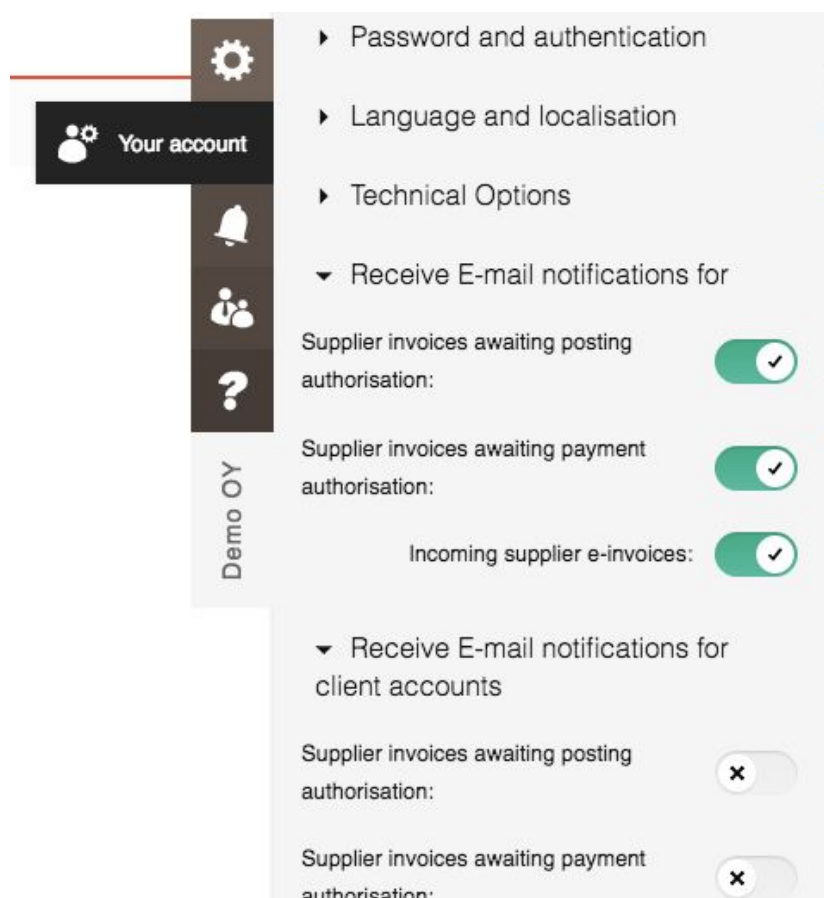 Password and authentication
Language and localisation
Your account
Technical Options
Receive E-mail notifications for
Supplier invoices awaiting posting
authorisation:
Supplier invoices awaiting payment
authorisation:
Incoming supplier e-invoices:
Demo OY
Receive E-mail notifications for
client accounts
Supplier invoices awaiting posting
authorisation:
Supplier invoices awaiting payment
authorisation: